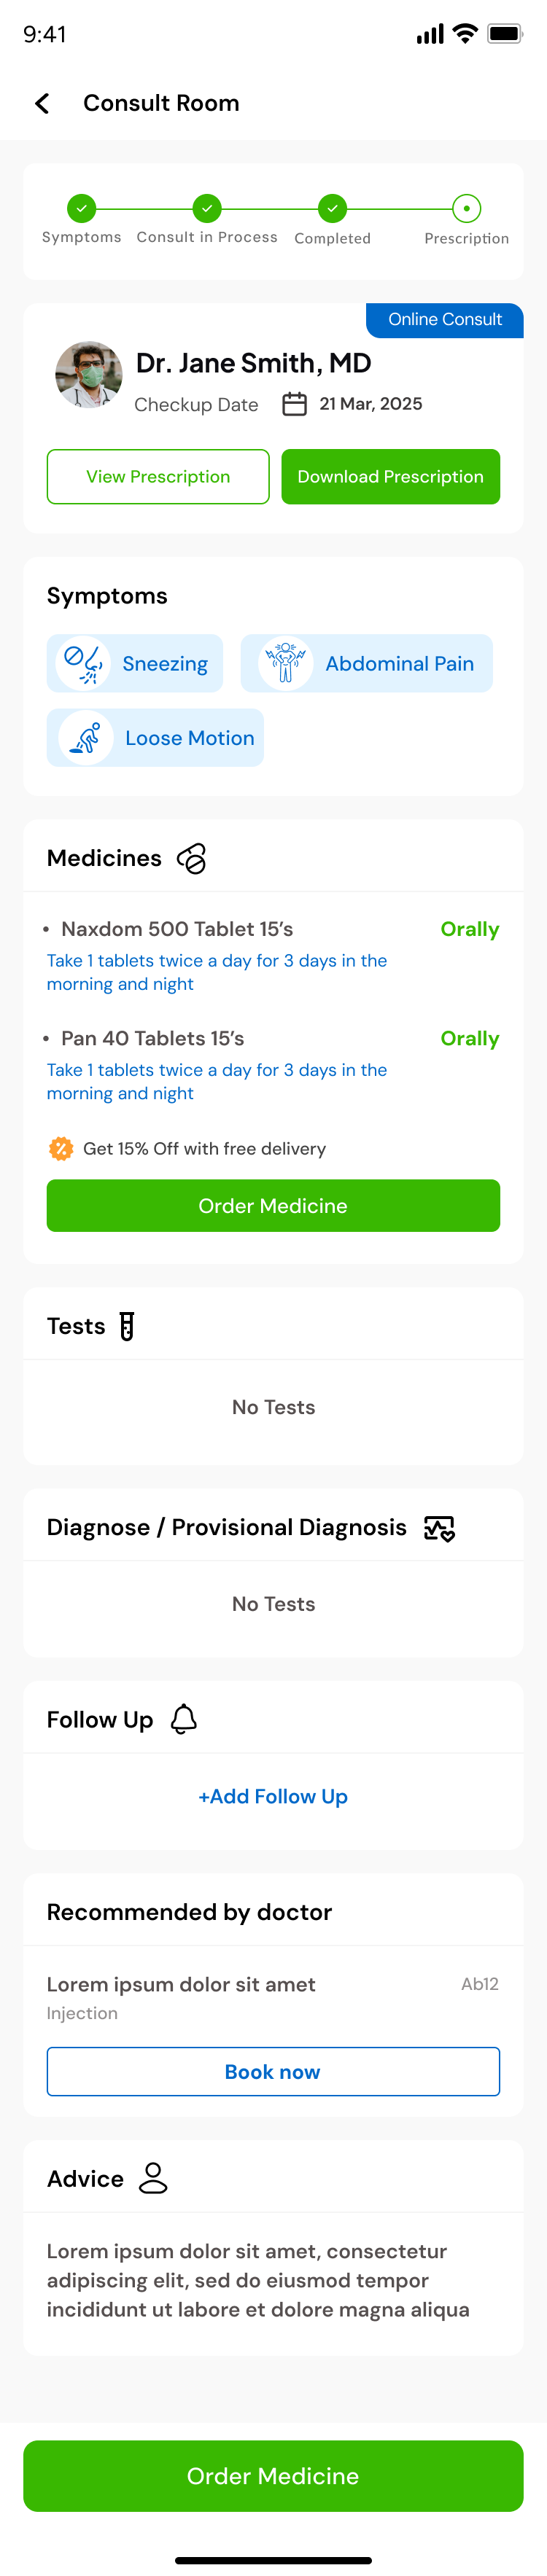 9:41
Consult Room
Symptoms Consult in Process Completed Prescription
Online Consult
Dr. Jane Smith, MD
Checkup Date 21 Mar, 2025
View Prescription Download Prescription
Symptoms
Sneezing Abdominal Pain
Loose Motion
Medicines
• Naxdom 500 Tablet 15’s Orally
Take 1 tablets twice a day for 3 days in the
morning and night
• Pan 40 Tablets 15’s Orally
Take 1 tablets twice a day for 3 days in the
morning and night
Get 15% Off with free delivery
Order Medicine
Tests
No Tests
Diagnose / Provisional Diagnosis
No Tests
Follow Up
+Add Follow Up
Recommended by doctor
Lorem ipsum dolor sit amet Ab12
Injection
Book now
Advice
Lorem ipsum dolor sit amet, consectetur
adipiscing elit, sed do eiusmod tempor
incididunt ut labore et dolore magna aliqua
Order Medicine